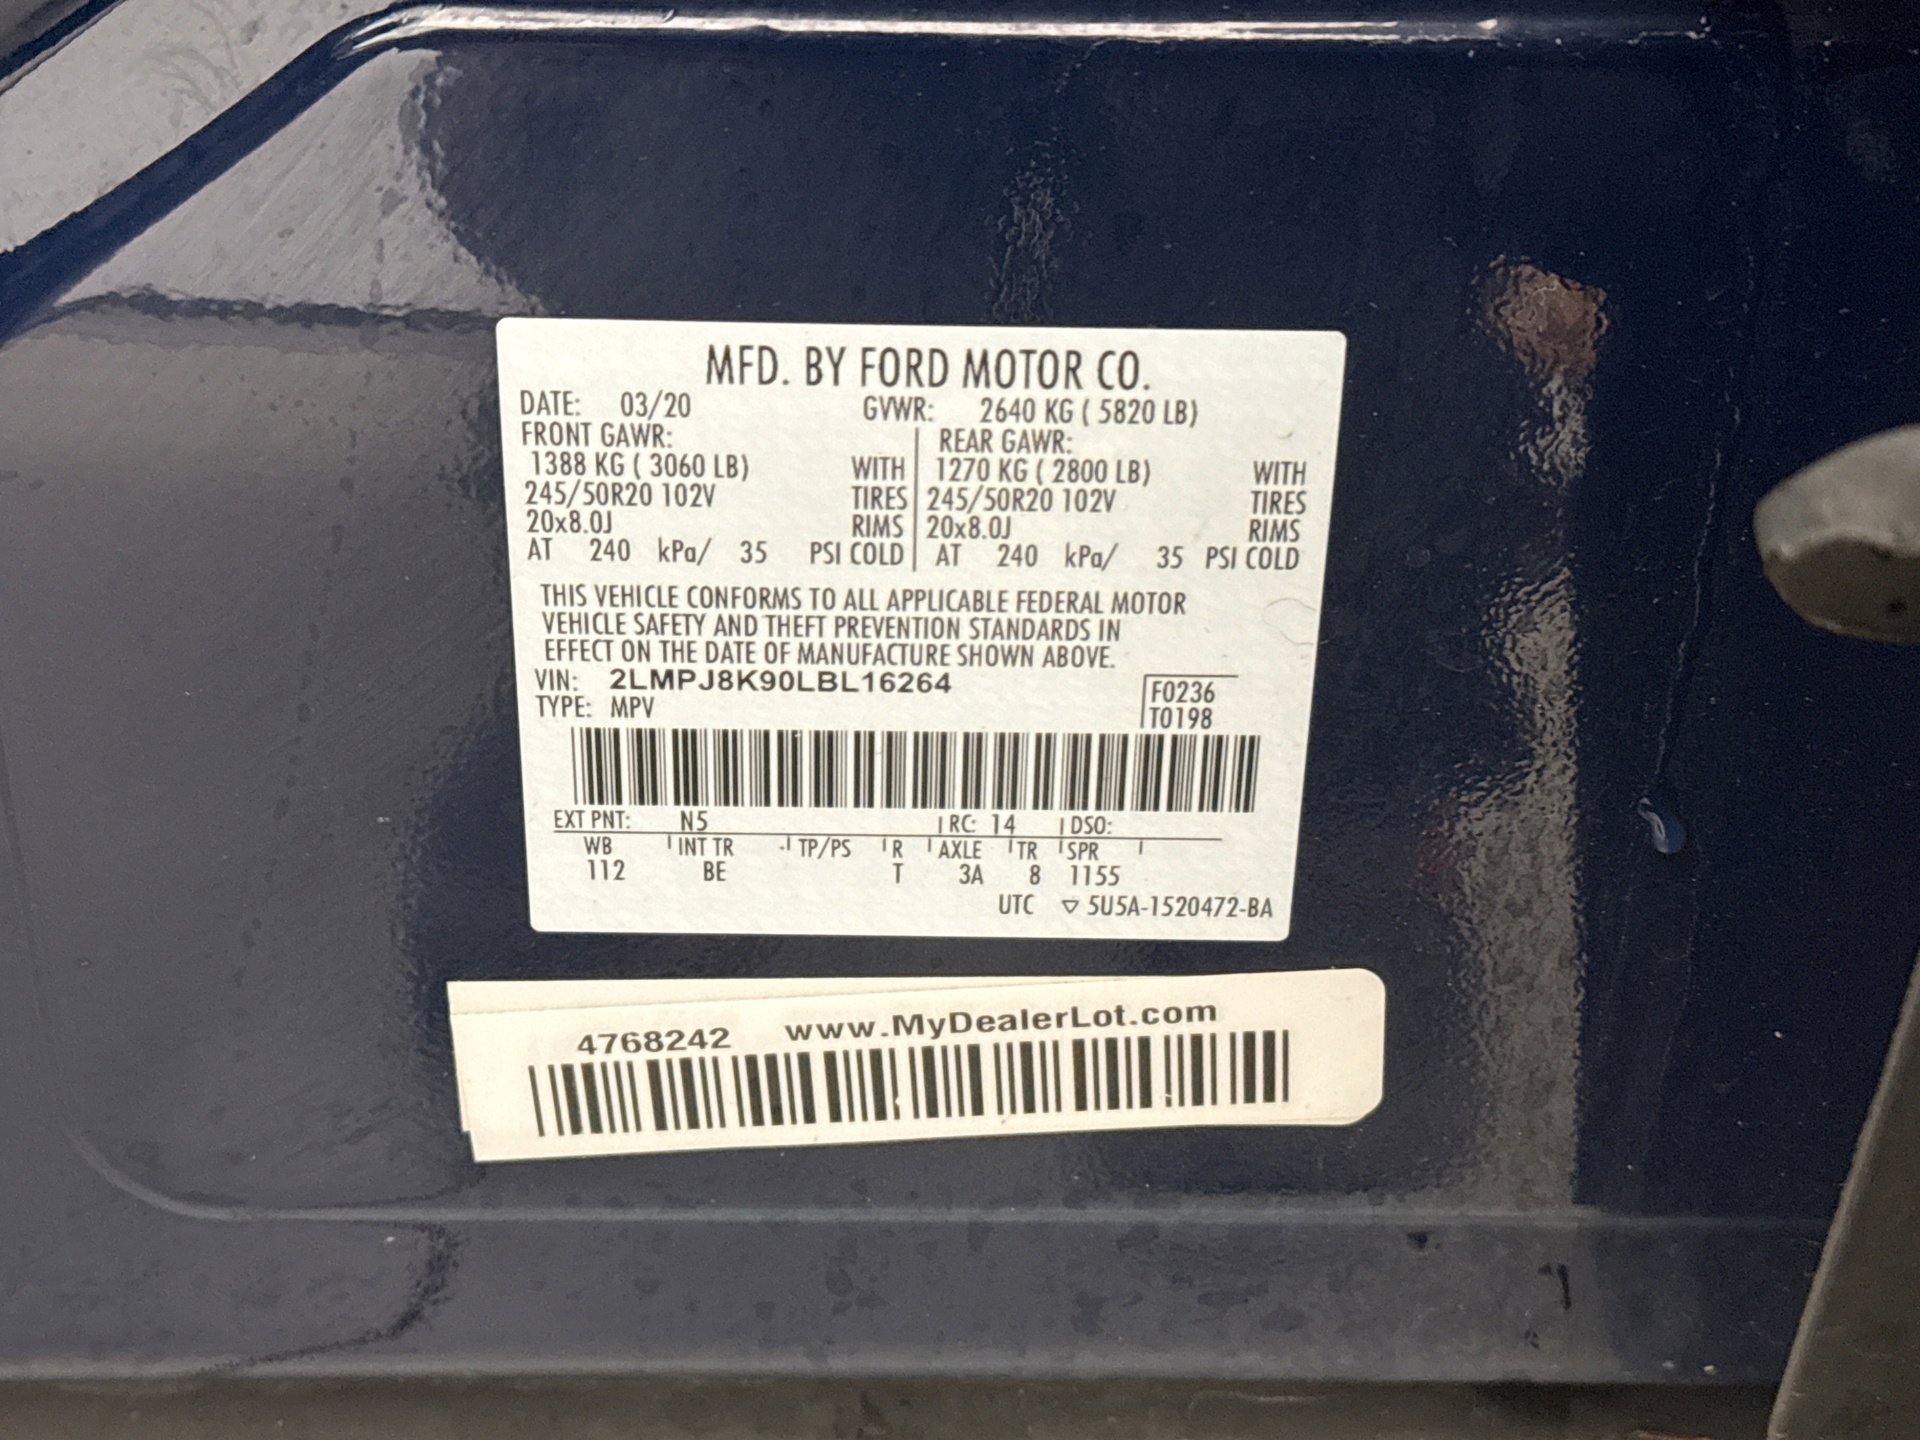 MFD. BY FORD MOTOR CO.
DATE: 03/20 GVWR: 2640 KG ( 5820 LB)
FRONT GAWR: REAR GAWR:
1388 KG ( 3060 LB) WITH 1270 KG ( 2800 LB) WITH
245/50R20 102V TIRES 245/50R20 102V TIRES
20x8.0J RIMS 20x8.0J RIMS
AT 240 kPa/ 35 PSI COLD AT 240 kPa/ 35 PSI COLD
THIS VEHICLE CONFORMS TO ALL APPLICABLE FEDERAL MOTOR
VEHICLE SAFETY AND THEFT PREVENTION STANDARDS IN
EFFECT ON THE DATE OF MANUFACTURE SHOWN ABOVE.
VIN: 2LMPJ8K90LBL16264 F0236
TYPE: MPV T0198
EXT PNT: N5 RC: 14 DSO:
WB INT TR TP/PS R AXLE TR SPR
112 BE T 3A 8 1155
UTC ▽ 5U5A-1520472-BA
4768242 www.MyDealerLot.com